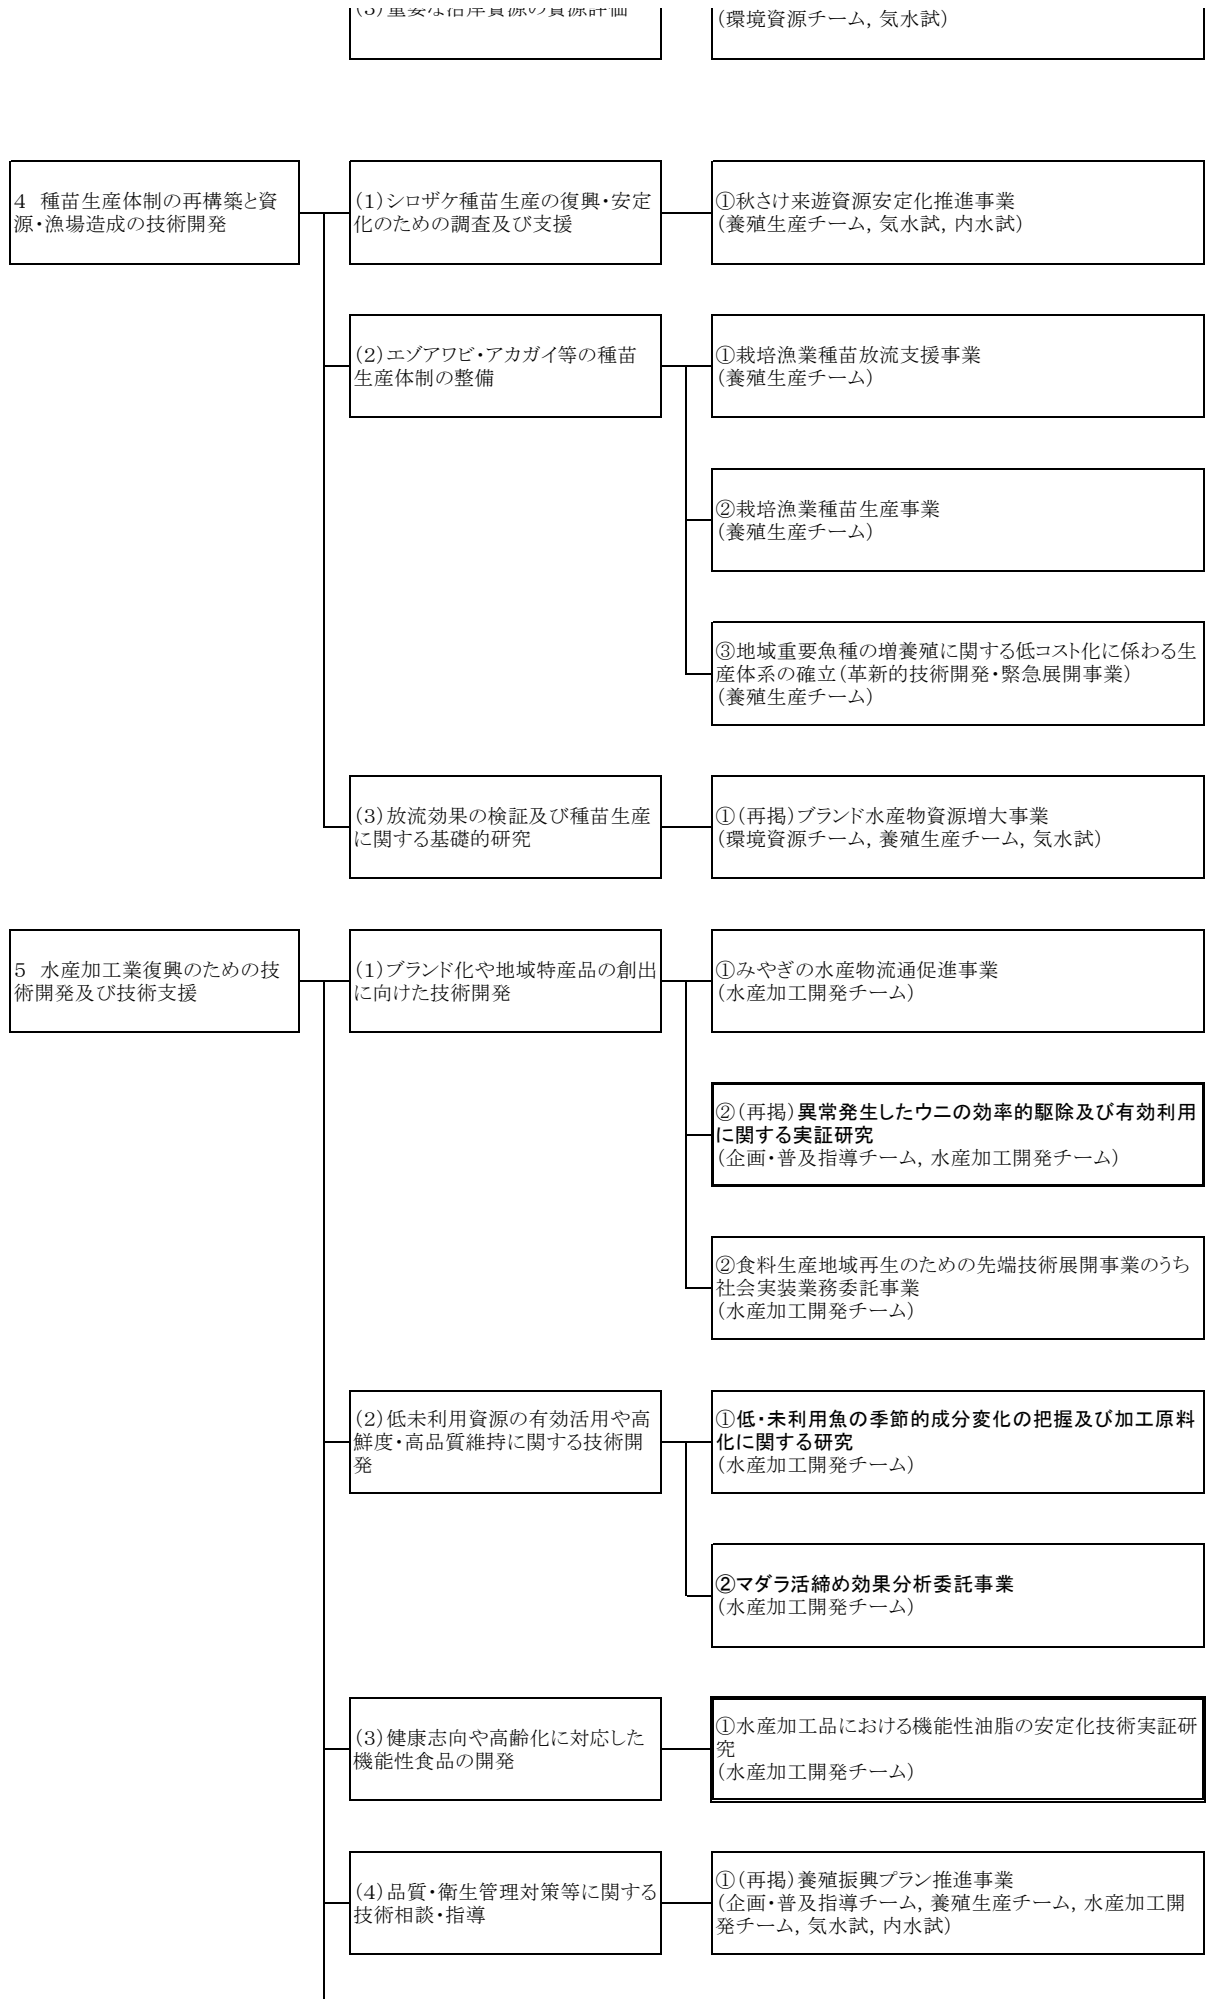 (3)重要な沿岸資源の資源評価
(環境資源チーム, 気水試)
4 種苗生産体制の再構築と資
源・漁場造成の技術開発
(1)シロザケ種苗生産の復興・安定
化のための調査及び支援
①秋さけ来遊資源安定化推進事業
(養殖生産チーム, 気水試, 内水試)
(2)エゾアワビ・アカガイ等の種苗
生産体制の整備
①栽培漁業種苗放流支援事業
(養殖生産チーム)
②栽培漁業種苗生産事業
(養殖生産チーム)
③地域重要魚種の増養殖に関する低コスト化に係わる生
産体系の確立(革新的技術開発・緊急展開事業)
(養殖生産チーム)
(3)放流効果の検証及び種苗生産
に関する基礎的研究
①(再掲)ブランド水産物資源増大事業
(環境資源チーム, 養殖生産チーム, 気水試)
5 水産加工業復興のための技
術開発及び技術支援
(1)ブランド化や地域特産品の創出
に向けた技術開発
①みやぎの水産物流通促進事業
(水産加工開発チーム)
②(再掲)異常発生したウニの効率的駆除及び有効利用
に関する実証研究
(企画・普及指導チーム, 水産加工開発チーム)
②食料生産地域再生のための先端技術展開事業のうち
社会実装業務委託事業
(水産加工開発チーム)
(2)低未利用資源の有効活用や高
鮮度・高品質維持に関する技術開
発
①低・未利用魚の季節的成分変化の把握及び加工原料
化に関する研究
(水産加工開発チーム)
②マダラ活締め効果分析委託事業
(水産加工開発チーム)
(3)健康志向や高齢化に対応した
機能性食品の開発
①水産加工品における機能性油脂の安定化技術実証研
究
(水産加工開発チーム)
(4)品質・衛生管理対策等に関する
技術相談・指導
①(再掲)養殖振興プラン推進事業
(企画・普及指導チーム, 養殖生産チーム, 水産加工開
発チーム, 気水試, 内水試)